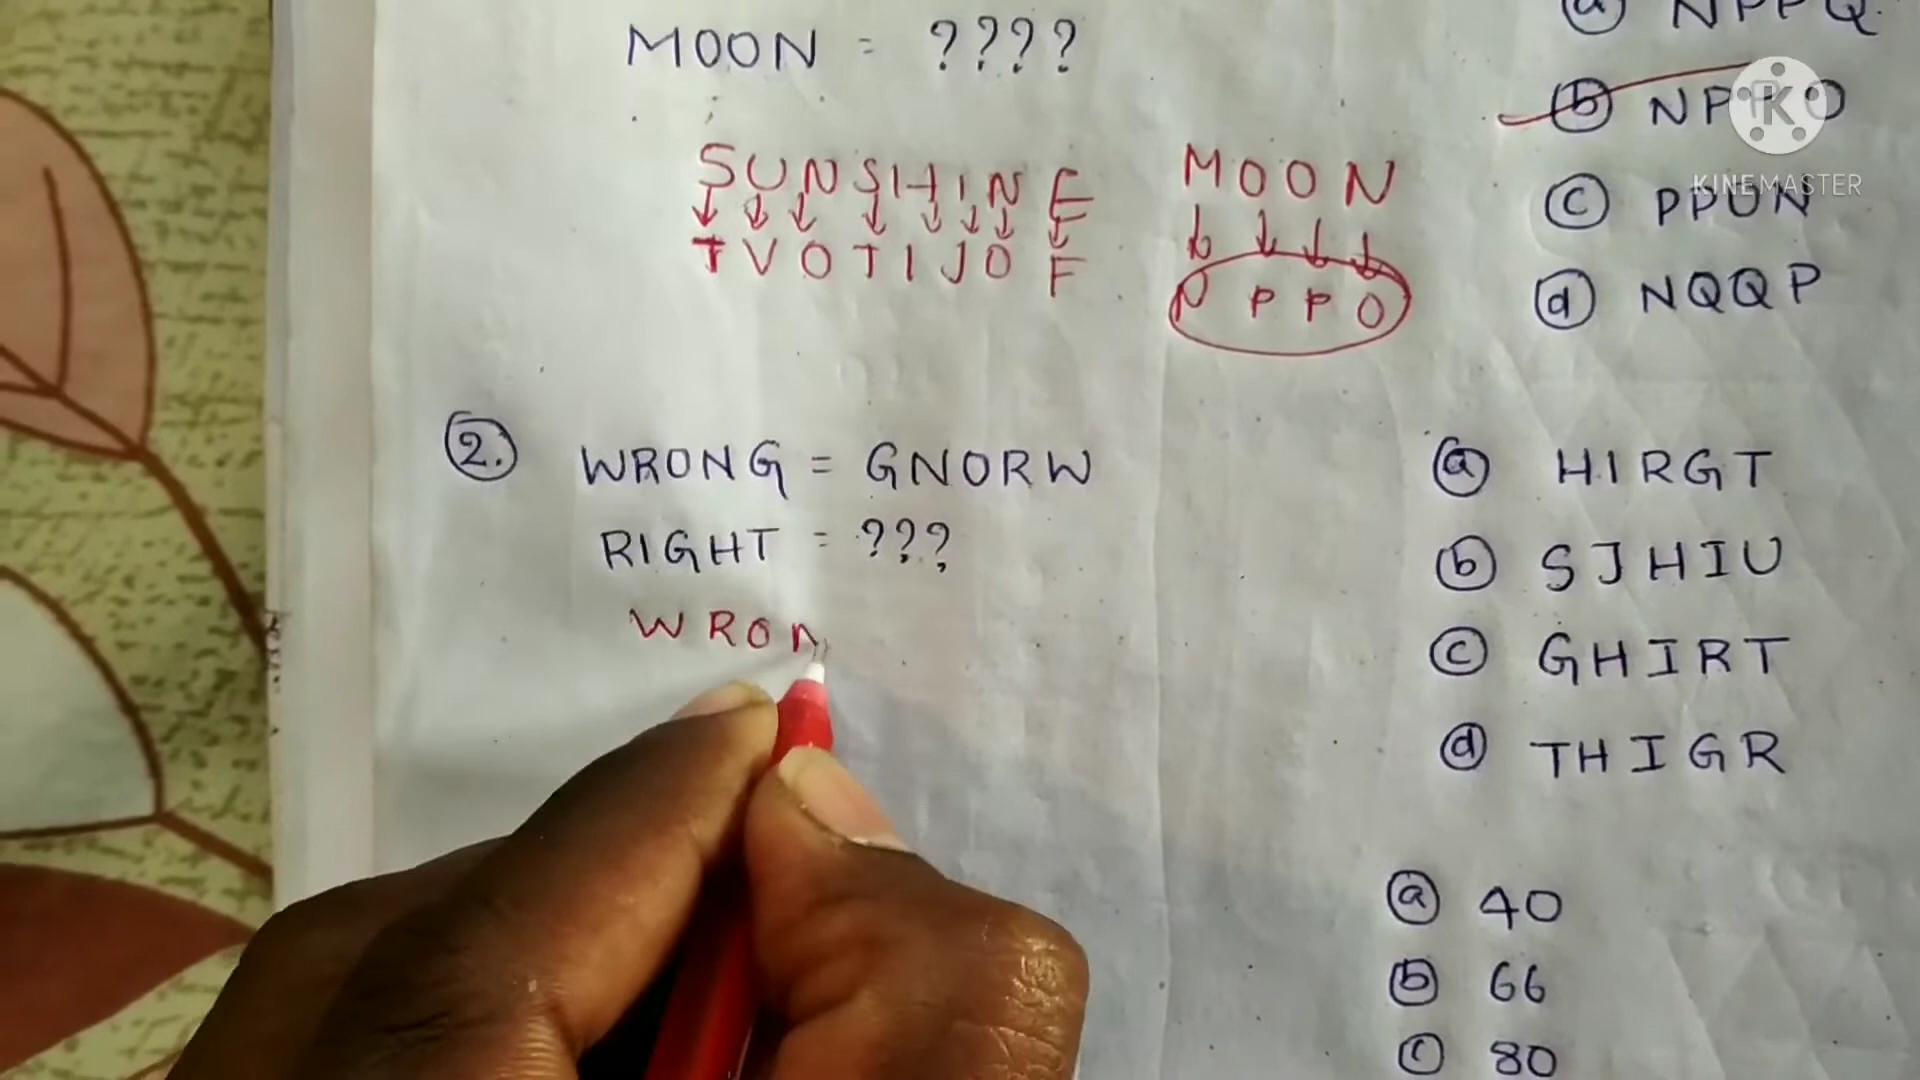 MOON = ????
(a) NPPQ
(b) NPPO
KINEMASTER
SUNSHINE MOON
TVOTIJOF NPPO
(c) PPUN
(d) NQQP
2. WRONG = GNORW
RIGHT = ???
WRON
(a) HIRGT
(b) SJHIU
(c) GHIRT
(d) THIGR
(a) 40
(b) 66
(c) 80